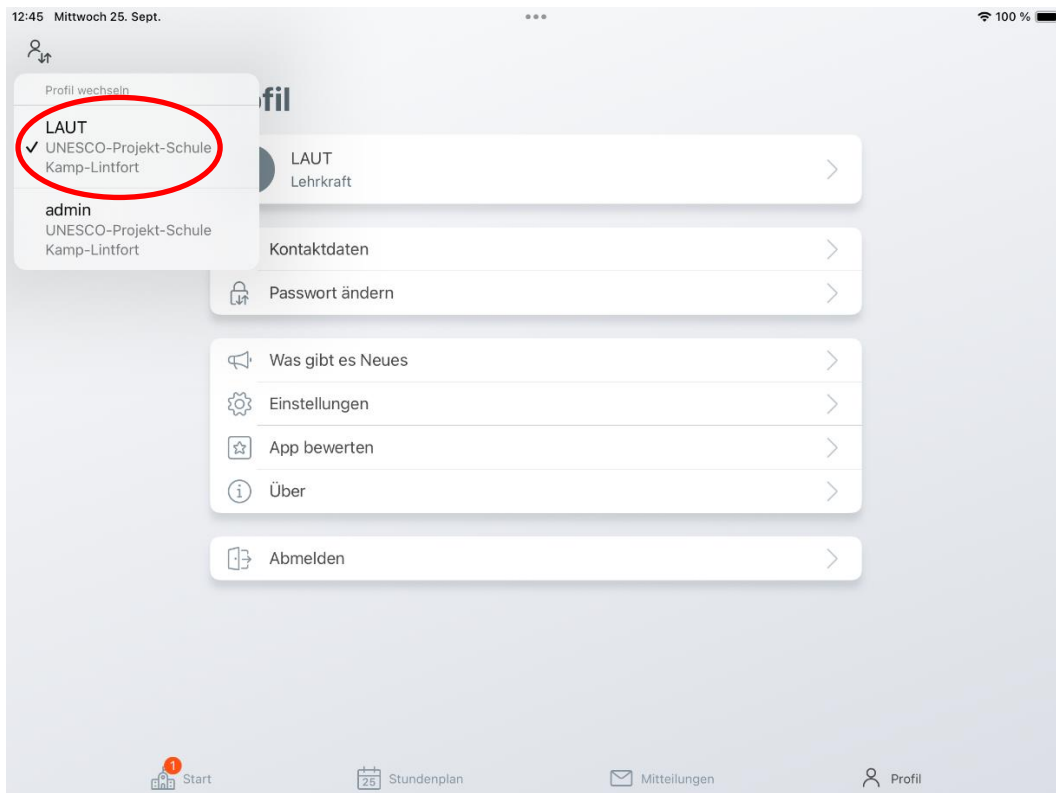 12:45 Mittwoch 25. Sept.
100 %
Profil wechseln
fil
LAUT
UNESCO-Projekt-Schule
Kamp-Lintfort
admin
UNESCO-Projekt-Schule
Kamp-Lintfort
LAUT
Lehrkraft
Kontaktdaten
Passwort ändern
Was gibt es Neues
Einstellungen
App bewerten
Über
Abmelden
1
Start
25
Stundenplan
Mitteilungen
Profil